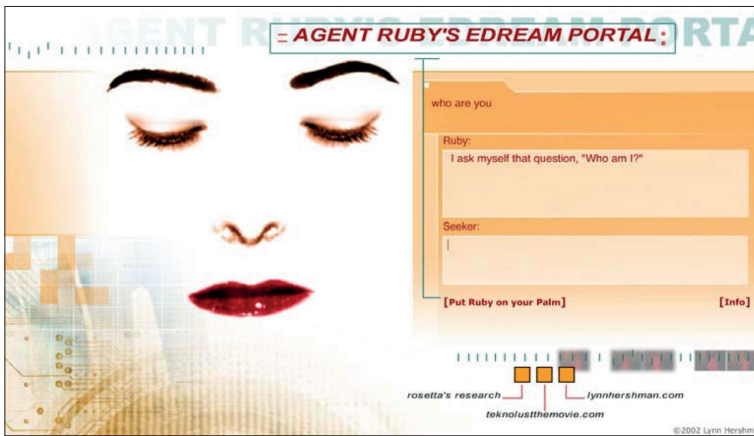 AGENT RUBY'S EDREAM PORTA
= AGENT RUBY'S EDREAM PORTAL:
who are you
Ruby:
I ask myself that question, "Who am I?"
Seeker:
[Put Ruby on your Palm]
[Info]
rosetta's research
lynnhershman.com
teknolustthemovie.com
©2002 Lynn Hershm